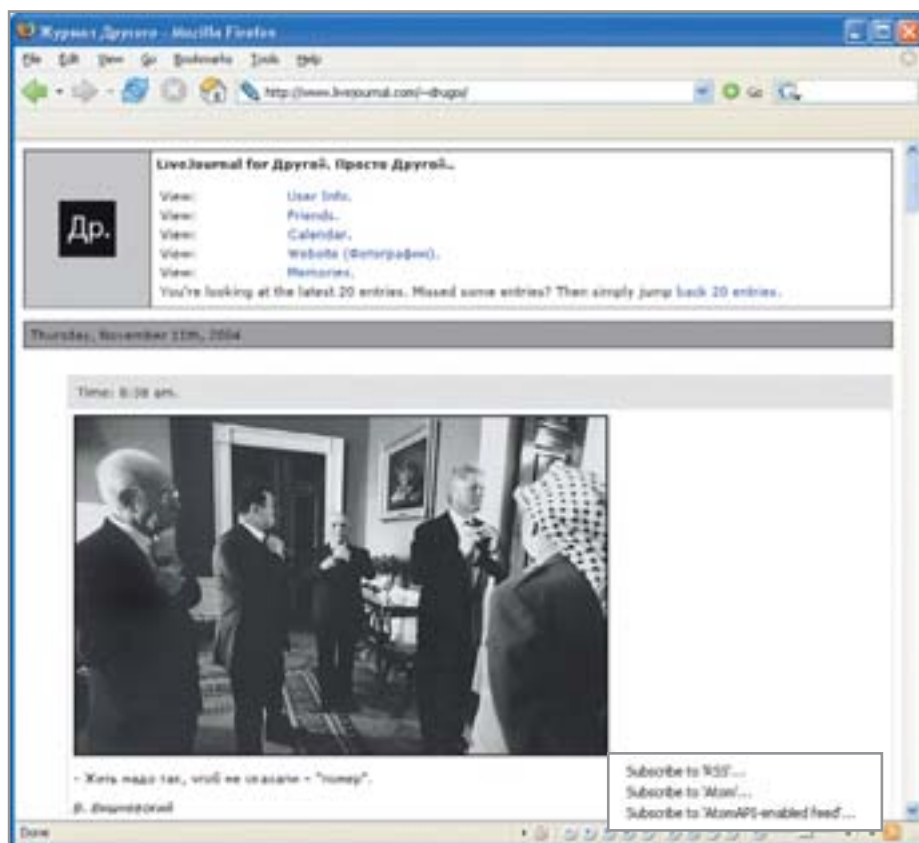 Журнал Другого - Mozilla Firefox
File Edit View Go Bookmarks Tools Help
http://www.livejournal.com/~drugoi/
Go
LiveJournal for Другой. Просто Другой..
Др.
View: User Info.
View: Friends.
View: Calendar.
View: Website (Фотографии).
View: Memories.
You're looking at the latest 20 entries. Missed some entries? Then simply jump back 20 entries.
Thursday, November 11th, 2004
Time: 8:38 am.
- Жить надо так, чтоб не сказали - "помер".
В. Вишневский
Subscribe to 'RSS'...
Subscribe to 'Atom'...
Subscribe to 'AtomAPI-enabled feed'...
Done